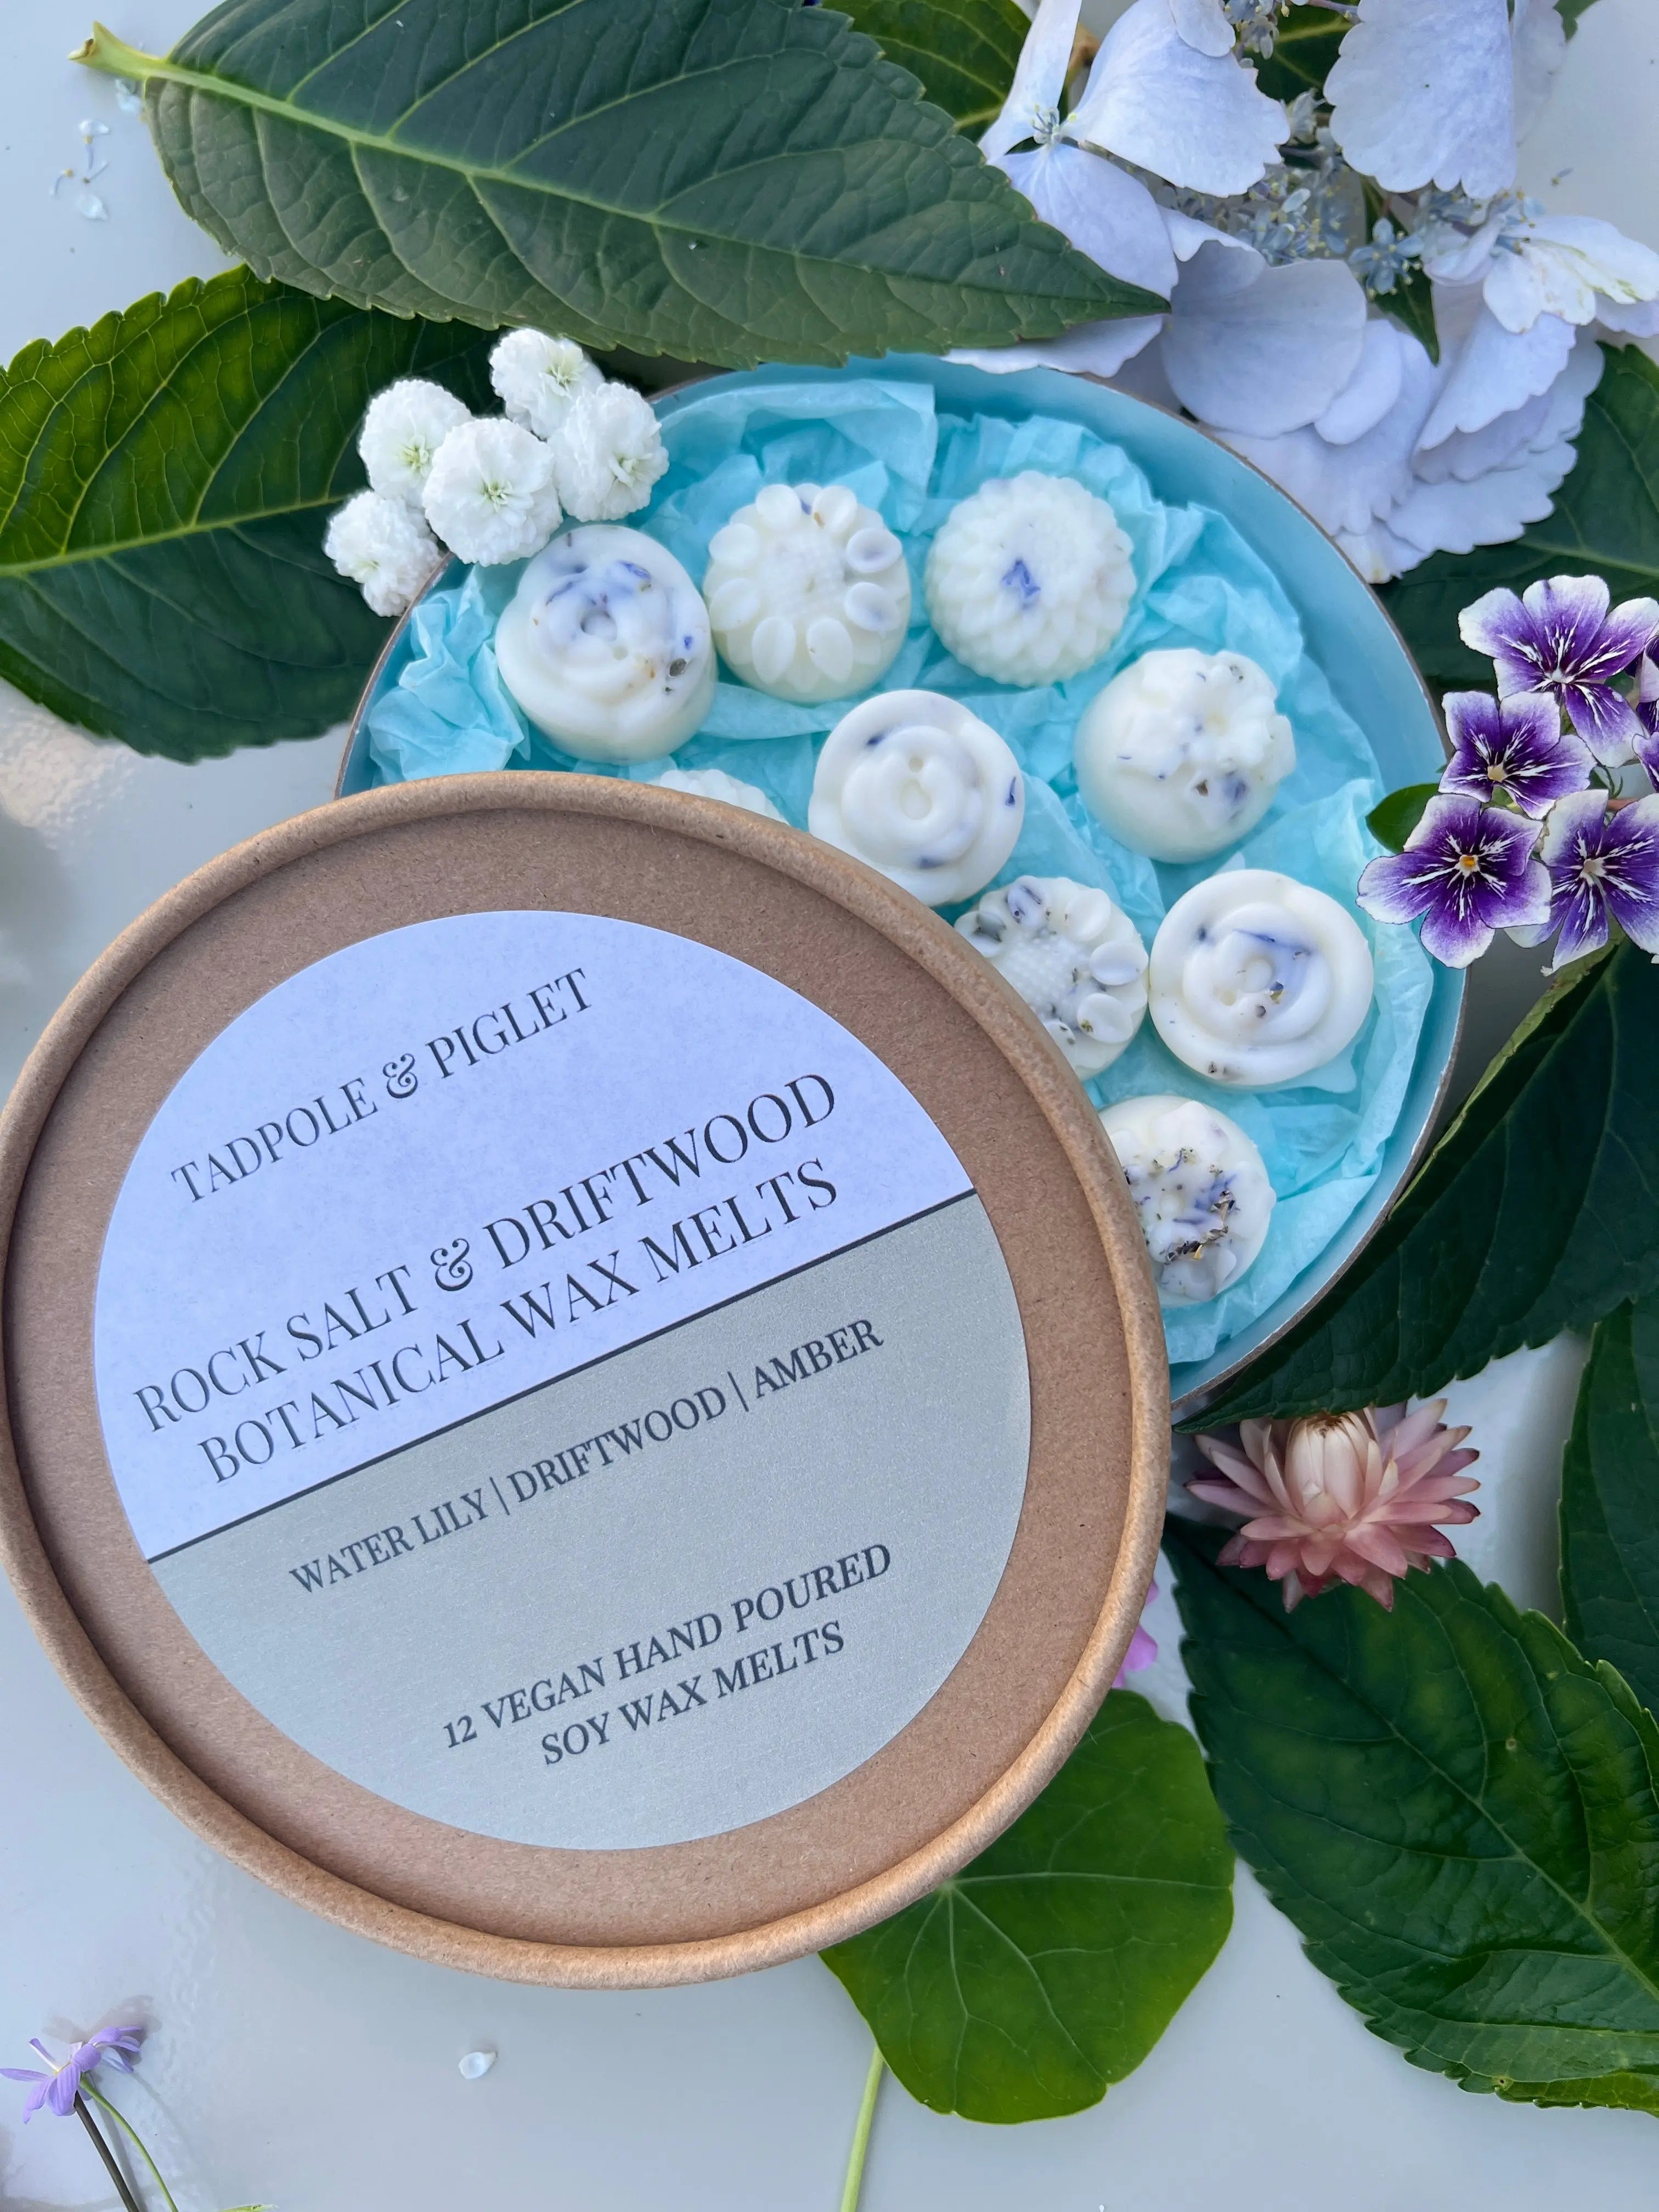 TADPOLE & PIGLET
ROCK SALT & DRIFTWOOD
BOTANICAL WAX MELTS
WATER LILY | DRIFTWOOD | AMBER
12 VEGAN HAND POURED
SOY WAX MELTS